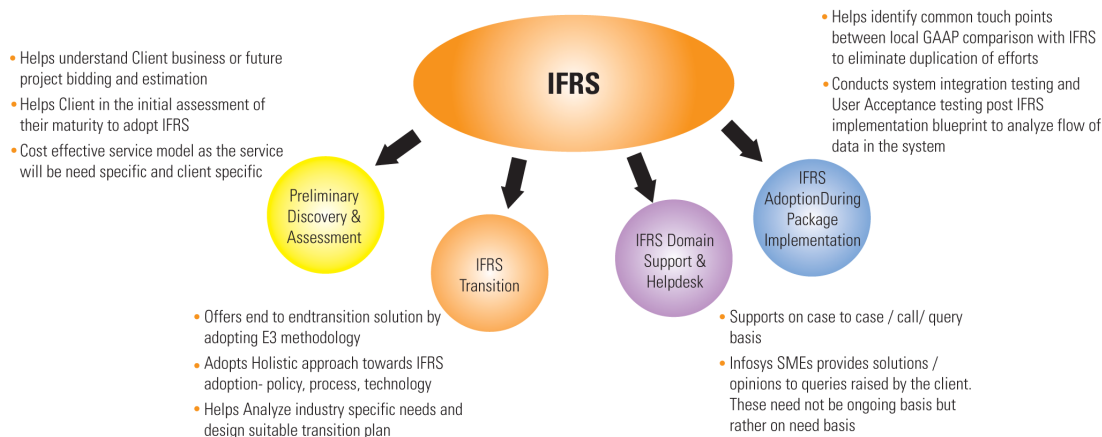 IFRS
• Helps understand Client business or future
project bidding and estimation
• Helps Client in the initial assessment of
their maturity to adopt IFRS
• Cost effective service model as the service
will be need specific and client specific
Preliminary
Discovery &
Assessment
• Offers end to endtransition solution by
adopting E3 methodology
• Adopts Holistic approach towards IFRS
adoption- policy, process, technology
• Helps Analyze industry specific needs and
design suitable transition plan
IFRS
Transition
IFRS Domain
Support &
Helpdesk
• Supports on case to case / call/ query
basis
• Infosys SMEs provides solutions /
opinions to queries raised by the client.
These need not be ongoing basis but
rather on need basis
IFRS
AdoptionDuring
Package
Implementation
• Helps identify common touch points
between local GAAP comparison with IFRS
to eliminate duplication of efforts
• Conducts system integration testing and
User Acceptance testing post IFRS
implementation blueprint to analyze flow of
data in the system